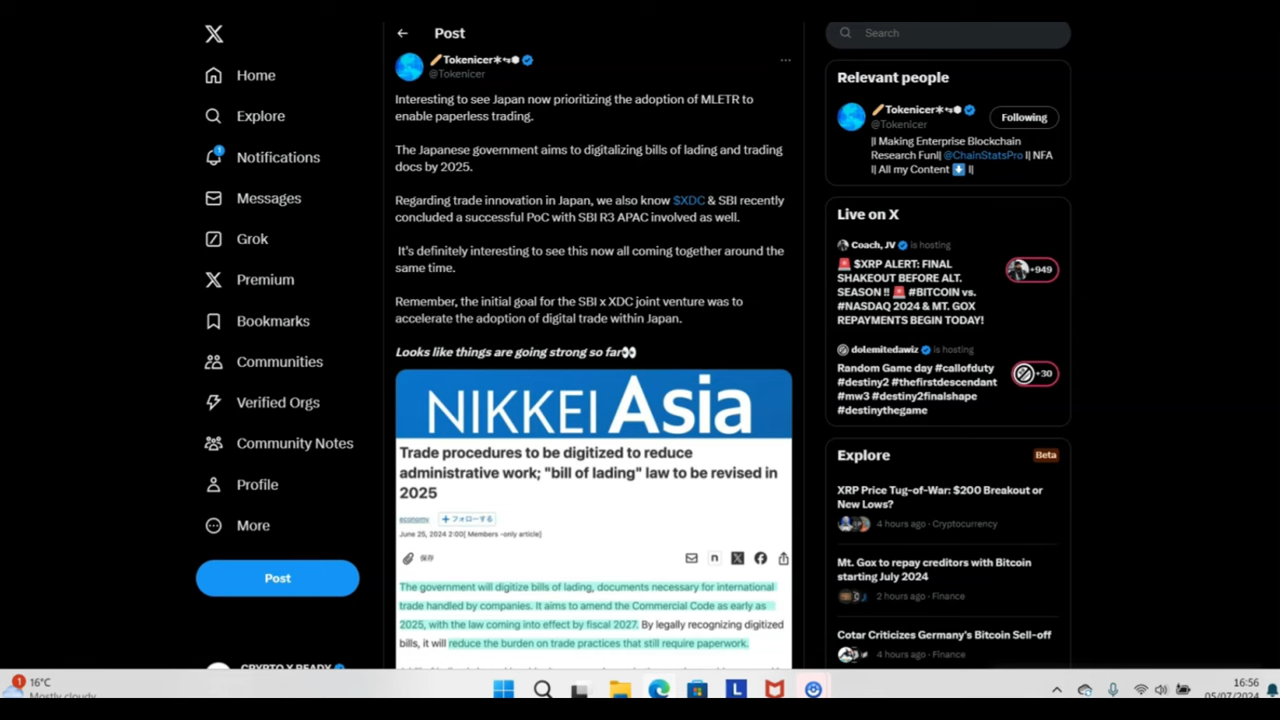 Home
Explore
1
Notifications
Messages
Grok
Premium
Bookmarks
Communities
Verified Orgs
Community Notes
Profile
More
Post
CRYPTO X READY
Post
Tokenicer
@Tokenicer
Interesting to see Japan now prioritizing the adoption of MLETR to
enable paperless trading.
The Japanese government aims to digitalizing bills of lading and trading
docs by 2025.
Regarding trade innovation in Japan, we also know $XDC & SBI recently
concluded a successful PoC with SBI R3 APAC involved as well.
It's definitely interesting to see this now all coming together around the
same time.
Remember, the initial goal for the SBI x XDC joint venture was to
accelerate the adoption of digital trade within Japan.
Looks like things are going strong so far👀
NIKKEI Asia
Trade procedures to be digitized to reduce
administrative work; "bill of lading" law to be revised in
2025
economy + フォローする
June 25, 2024 2:00[ Members -only article]
保存
The government will digitize bills of lading, documents necessary for international
trade handled by companies. It aims to amend the Commercial Code as early as
2025, with the law coming into effect by fiscal 2027. By legally recognizing digitized
bills, it will reduce the burden on trade practices that still require paperwork.
Search
Relevant people
Tokenicer
@Tokenicer
Following
|| Making Enterprise Blockchain
Research Fun|| @ChainStatsPro || NFA
|| All my Content ⬇️ ||
Live on X
Coach, JV is hosting
🚨 $XRP ALERT: FINAL
SHAKEOUT BEFORE ALT.
SEASON !! 🚨 #BITCOIN vs.
#NASDAQ 2024 & MT. GOX
REPAYMENTS BEGIN TODAY!
+949
dolemitedawiz is hosting
Random Game day #callofduty
#destiny2 #thefirstdescendant
#mw3 #destiny2finalshape
#destinythegame
+30
Explore
Beta
XRP Price Tug-of-War: $200 Breakout or
New Lows?
4 hours ago · Cryptocurrency
Mt. Gox to repay creditors with Bitcoin
starting July 2024
2 hours ago · Finance
Cotar Criticizes Germany's Bitcoin Sell-off
4 hours ago · Finance
1
16°C
Mostly cloudy
16:56
05/07/2024